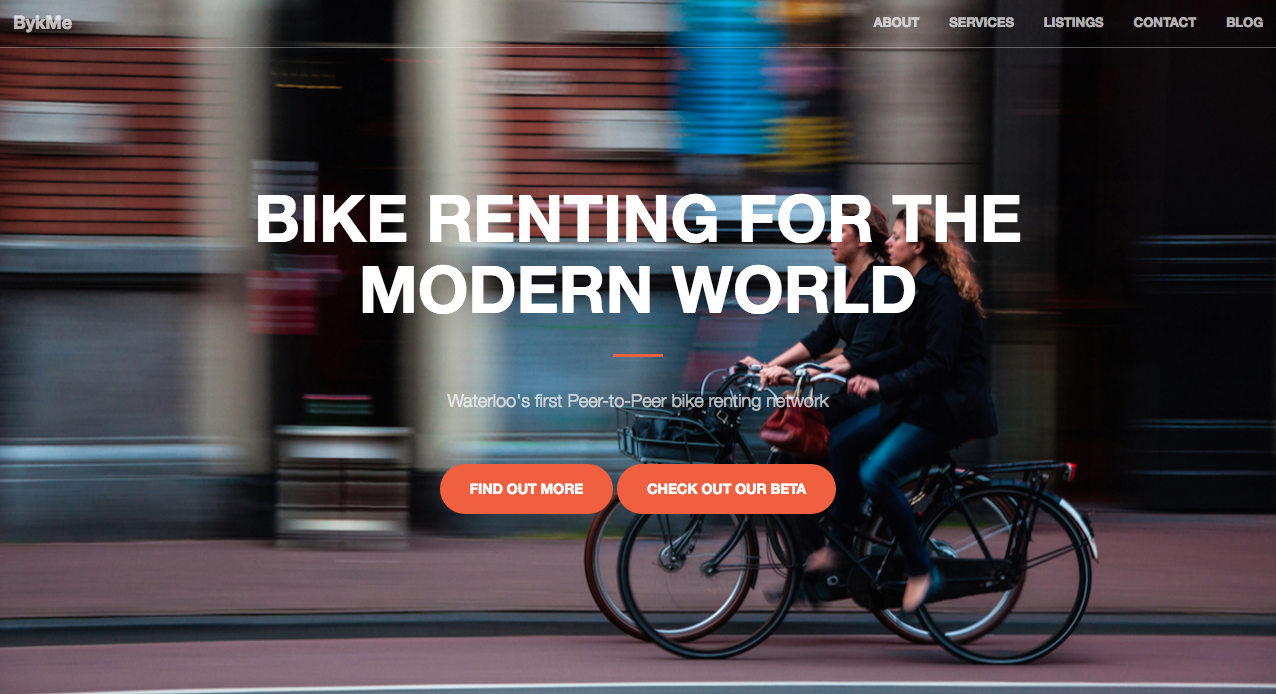 BykMe
ABOUT SERVICES LISTINGS CONTACT BLOG
BIKE RENTING FOR THE
MODERN WORLD
Waterloo's first Peer-to-Peer bike renting network
FIND OUT MORE CHECK OUT OUR BETA